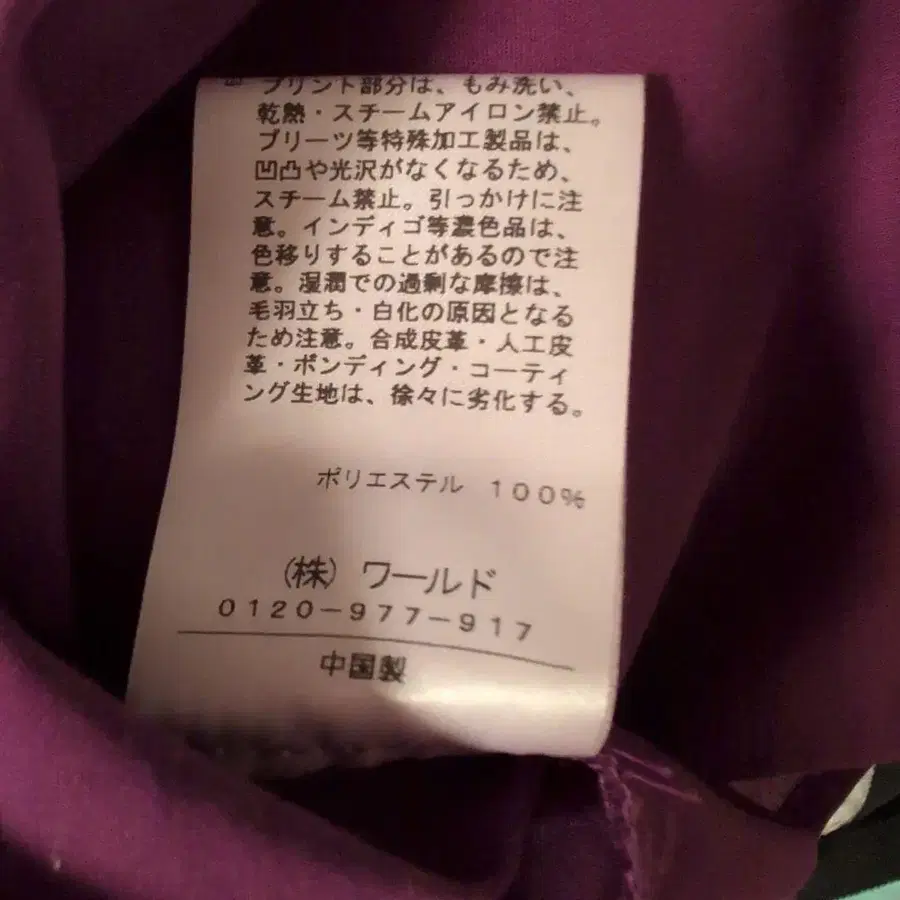 プリント部分は、もみ洗い、
乾熱・スチームアイロン禁止。
プリーツ等特殊加工製品は、
凹凸や光沢がなくなるため、
スチーム禁止。引っかけに注
意。インディゴ等濃色品は、
色移りすることがあるので注
意。湿潤での過剰な摩擦は、
毛羽立ち・白化の原因となる
ため注意。合成皮革・人工皮
革・ボンディング・コーティ
ング生地は、徐々に劣化する。
ポリエステル 100%
(株) ワールド
0120-977-917
中国製